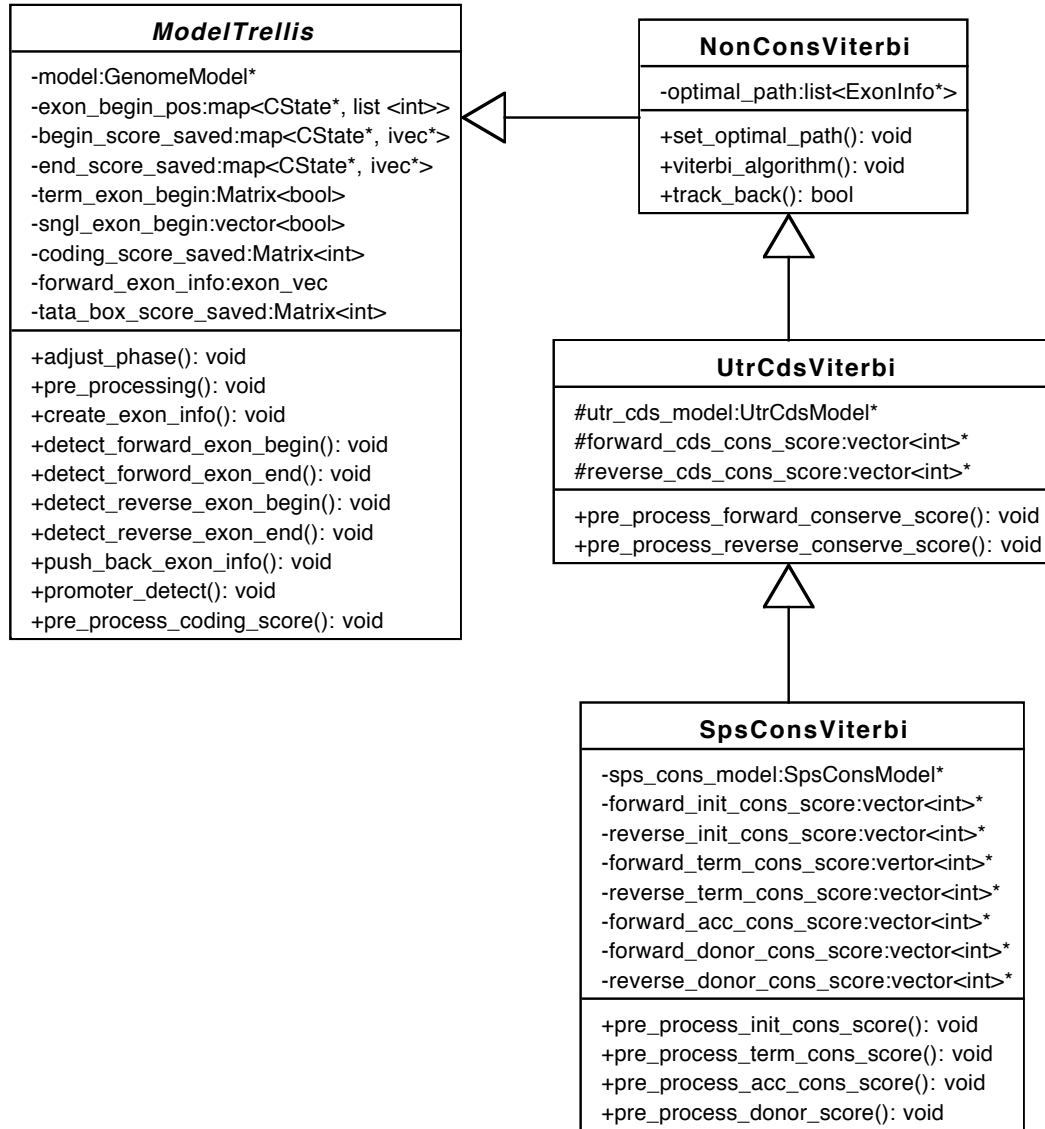 ModelTrellis
-model:GenomeModel*
-exon_begin_pos:map<CState*, list <int>>
-begin_score_saved:map<CState*, ivec*>
-end_score_saved:map<CState*, ivec*>
-term_exon_begin:Matrix<bool>
-sngl_exon_begin:vector<bool>
-coding_score_saved:Matrix<int>
-forward_exon_info:exon_vec
-tata_box_score_saved:Matrix<int>
+adjust_phase(): void
+pre_processing(): void
+create_exon_info(): void
+detect_forward_exon_begin(): void
+detect_forword_exon_end(): void
+detect_reverse_exon_begin(): void
+detect_reverse_exon_end(): void
+push_back_exon_info(): void
+promoter_detect(): void
+pre_process_coding_score(): void
NonConsViterbi
-optimal_path:list<ExonInfo*>
+set_optimal_path(): void
+viterbi_algorithm(): void
+track_back(): bool
UtrCdsViterbi
#utr_cds_model:UtrCdsModel*
#forward_cds_cons_score:vector<int>*
#reverse_cds_cons_score:vector<int>*
+pre_process_forward_conserve_score(): void
+pre_process_reverse_conserve_score(): void
SpsConsViterbi
-sps_cons_model:SpsConsModel*
-forward_init_cons_score:vector<int>*
-reverse_init_cons_score:vector<int>*
-forward_term_cons_score:vertor<int>*
-reverse_term_cons_score:vector<int>*
-forward_acc_cons_score:vector<int>*
-forward_donor_cons_score:vector<int>*
-reverse_donor_cons_score:vector<int>*
+pre_process_init_cons_score(): void
+pre_process_term_cons_score(): void
+pre_process_acc_cons_score(): void
+pre_process_donor_score(): void